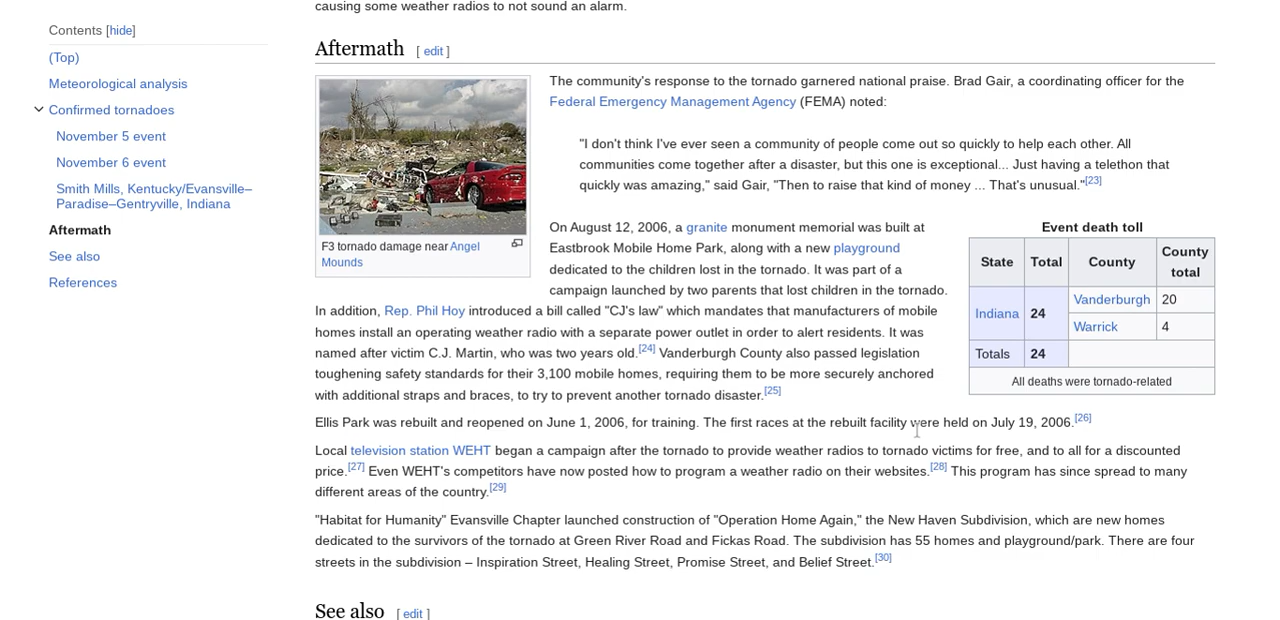 causing some weather radios to not sound an alarm.
Contents [hide]
(Top)
Meteorological analysis
Confirmed tornadoes
November 5 event
November 6 event
Smith Mills, Kentucky/Evansville–
Paradise–Gentryville, Indiana
Aftermath
See also
References
Aftermath [ edit ]
F3 tornado damage near Angel
Mounds
The community's response to the tornado garnered national praise. Brad Gair, a coordinating officer for the
Federal Emergency Management Agency (FEMA) noted:
"I don't think I've ever seen a community of people come out so quickly to help each other. All
communities come together after a disaster, but this one is exceptional... Just having a telethon that
quickly was amazing," said Gair, "Then to raise that kind of money ... That's unusual."[23]
On August 12, 2006, a granite monument memorial was built at
Eastbrook Mobile Home Park, along with a new playground
dedicated to the children lost in the tornado. It was part of a
campaign launched by two parents that lost children in the tornado.
In addition, Rep. Phil Hoy introduced a bill called "CJ's law" which mandates that manufacturers of mobile
homes install an operating weather radio with a separate power outlet in order to alert residents. It was
named after victim C.J. Martin, who was two years old.[24] Vanderburgh County also passed legislation
toughening safety standards for their 3,100 mobile homes, requiring them to be more securely anchored
with additional straps and braces, to try to prevent another tornado disaster.[25]
Event death toll
State Total County County
total
Indiana 24 Vanderburgh 20
Warrick 4
Totals 24
All deaths were tornado-related
Ellis Park was rebuilt and reopened on June 1, 2006, for training. The first races at the rebuilt facility were held on July 19, 2006.[26]
Local television station WEHT began a campaign after the tornado to provide weather radios to tornado victims for free, and to all for a discounted
price.[27] Even WEHT's competitors have now posted how to program a weather radio on their websites.[28] This program has since spread to many
different areas of the country.[29]
"Habitat for Humanity" Evansville Chapter launched construction of "Operation Home Again," the New Haven Subdivision, which are new homes
dedicated to the survivors of the tornado at Green River Road and Fickas Road. The subdivision has 55 homes and playground/park. There are four
streets in the subdivision – Inspiration Street, Healing Street, Promise Street, and Belief Street.[30]
See also [ edit ]